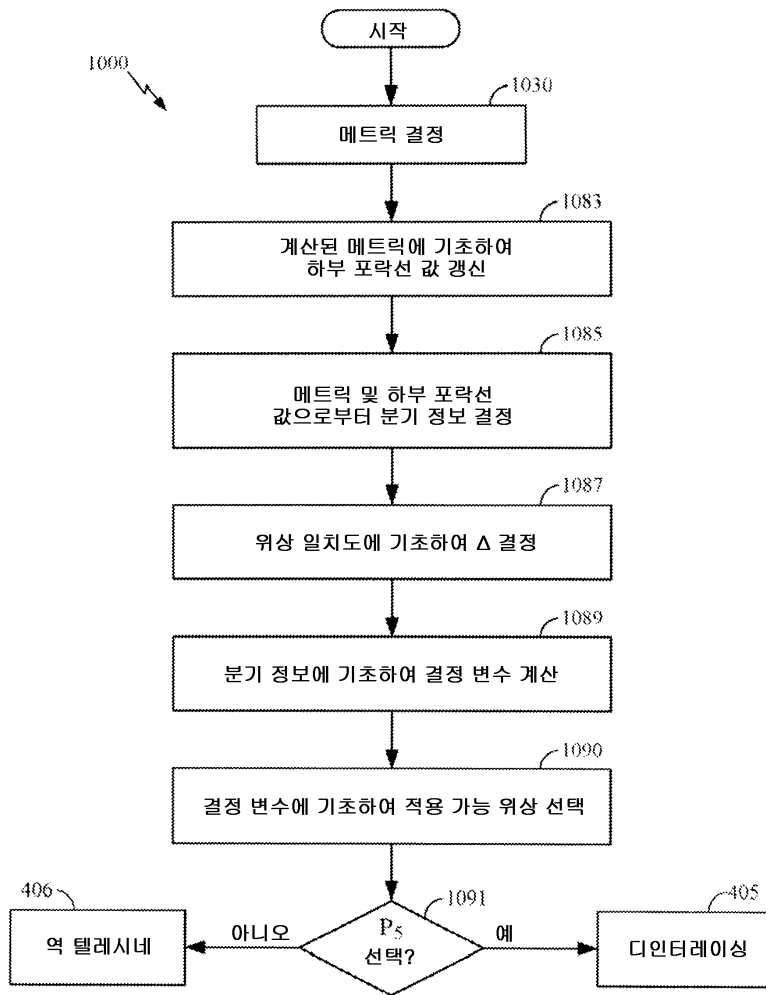 시작
1000
1030
메트릭 결정
1083
계산된 메트릭에 기초하여
하부 포락선 값 갱신
1085
메트릭 및 하부 포락선
값으로부터 분기 정보 결정
1087
위상 일치도에 기초하여 Δ 결정
1089
분기 정보에 기초하여 결정 변수 계산
1090
결정 변수에 기초하여 적용 가능 위상 선택
406
1091
405
역 텔레시네
아니오
P5
선택?
예
디인터레이싱